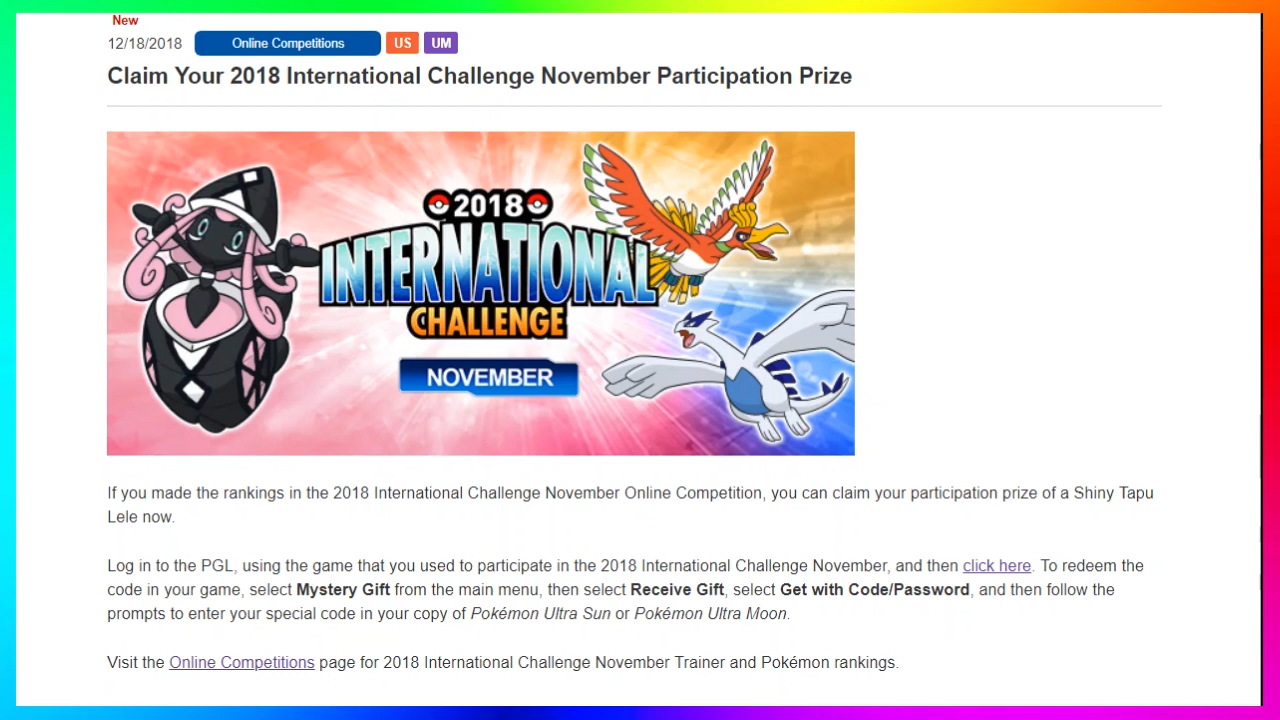 New
12/18/2018 Online Competitions US UM
Claim Your 2018 International Challenge November Participation Prize
2018
INTERNATIONAL
CHALLENGE
NOVEMBER
If you made the rankings in the 2018 International Challenge November Online Competition, you can claim your participation prize of a Shiny Tapu
Lele now.
Log in to the PGL, using the game that you used to participate in the 2018 International Challenge November, and then click here. To redeem the
code in your game, select Mystery Gift from the main menu, then select Receive Gift, select Get with Code/Password, and then follow the
prompts to enter your special code in your copy of Pokémon Ultra Sun or Pokémon Ultra Moon.
Visit the Online Competitions page for 2018 International Challenge November Trainer and Pokémon rankings.